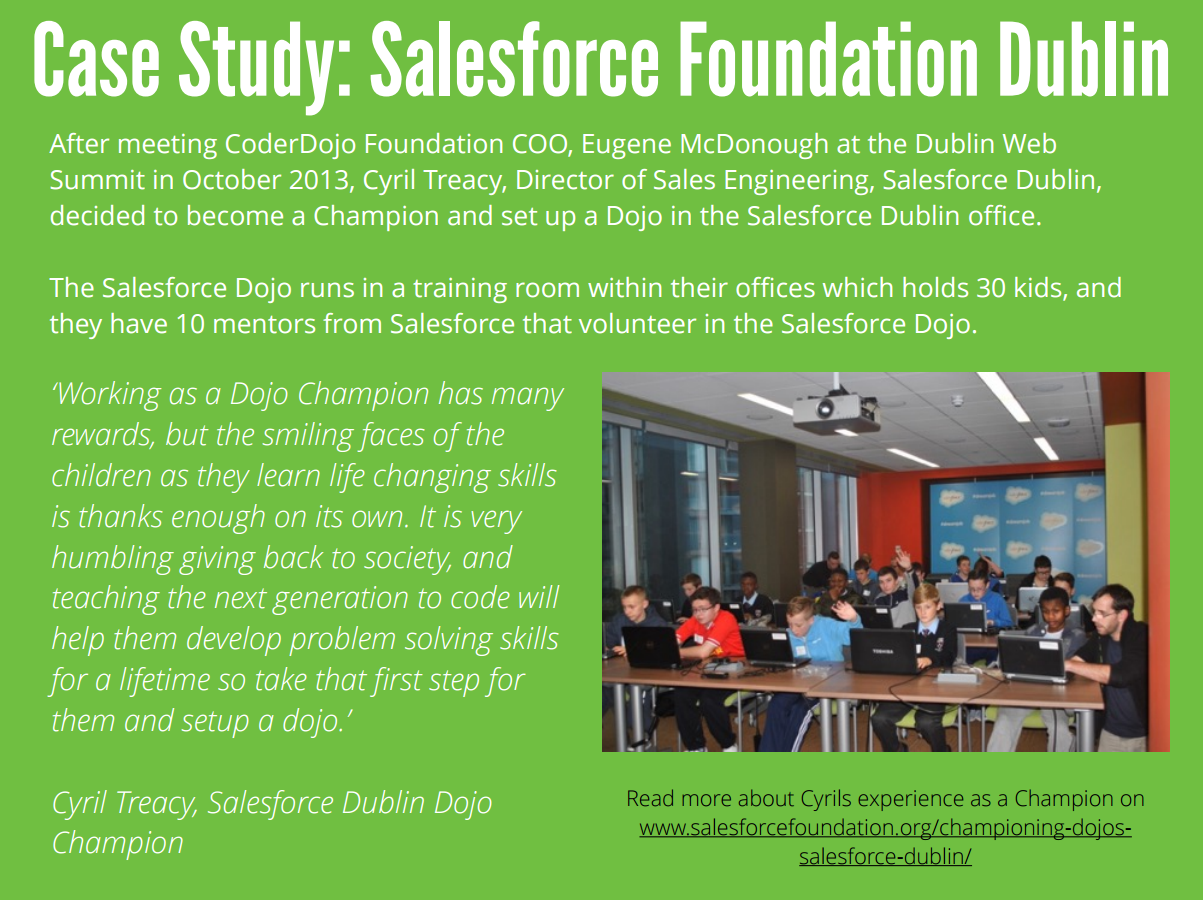 Case Study: Salesforce Foundation Dublin
After meeting CoderDojo Foundation COO, Eugene McDonough at the Dublin Web
Summit in October 2013, Cyril Treacy, Director of Sales Engineering, Salesforce Dublin,
decided to become a Champion and set up a Dojo in the Salesforce Dublin office.
The Salesforce Dojo runs in a training room within their offices which holds 30 kids, and
they have 10 mentors from Salesforce that volunteer in the Salesforce Dojo.
‘Working as a Dojo Champion has many
rewards, but the smiling faces of the
children as they learn life changing skills
is thanks enough on its own. It is very
humbling giving back to society, and
teaching the next generation to code will
help them develop problem solving skills
for a lifetime so take that first step for
them and setup a dojo.’
Cyril Treacy, Salesforce Dublin Dojo
Champion
TOSHIBA
Read more about Cyrils experience as a Champion on
www.salesforcefoundation.org/championing-dojos-
salesforce-dublin/